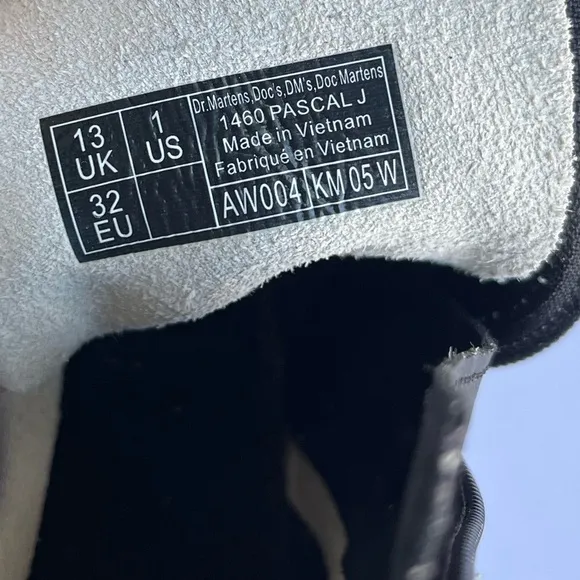 Dr.Martens,Doc's,DM's,Doc Martens
1460 PASCAL J
Made in Vietnam
Fabriqué en Vietnam
13
UK
1
US
32
EU
AW004
KM 05 W